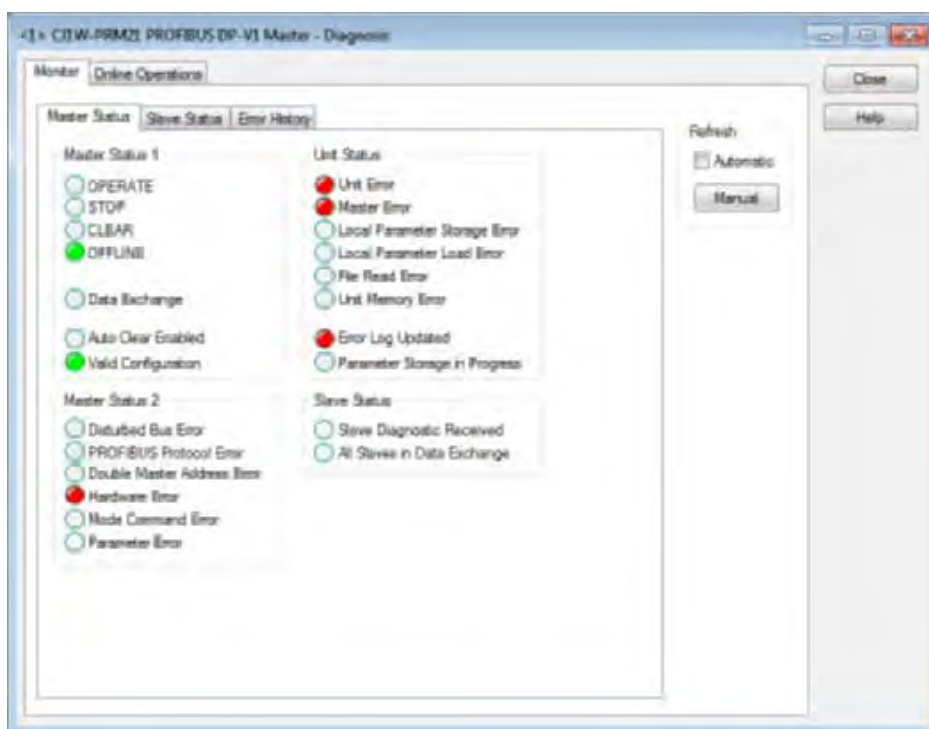 <1> CJ1W-PRM21 PROFIBUS DP-V1 Master - Diagnosis
Monitor Online Operations
Close
Help
Master Status Slave Status Error History
Refresh
Automatic
Manual
Master Status 1
OPERATE
STOP
CLEAR
OFFLINE
Data Exchange
Auto Clear Enabled
Valid Configuration
Unit Status
Unit Error
Master Error
Local Parameter Storage Error
Local Parameter Load Error
File Read Error
Unit Memory Error
Error Log Updated
Parameter Storage in Progress
Master Status 2
Disturbed Bus Error
PROFIBUS Protocol Error
Double Master Address Error
Hardware Error
Mode Command Error
Parameter Error
Slave Status
Slave Diagnostic Received
All Slaves in Data Exchange